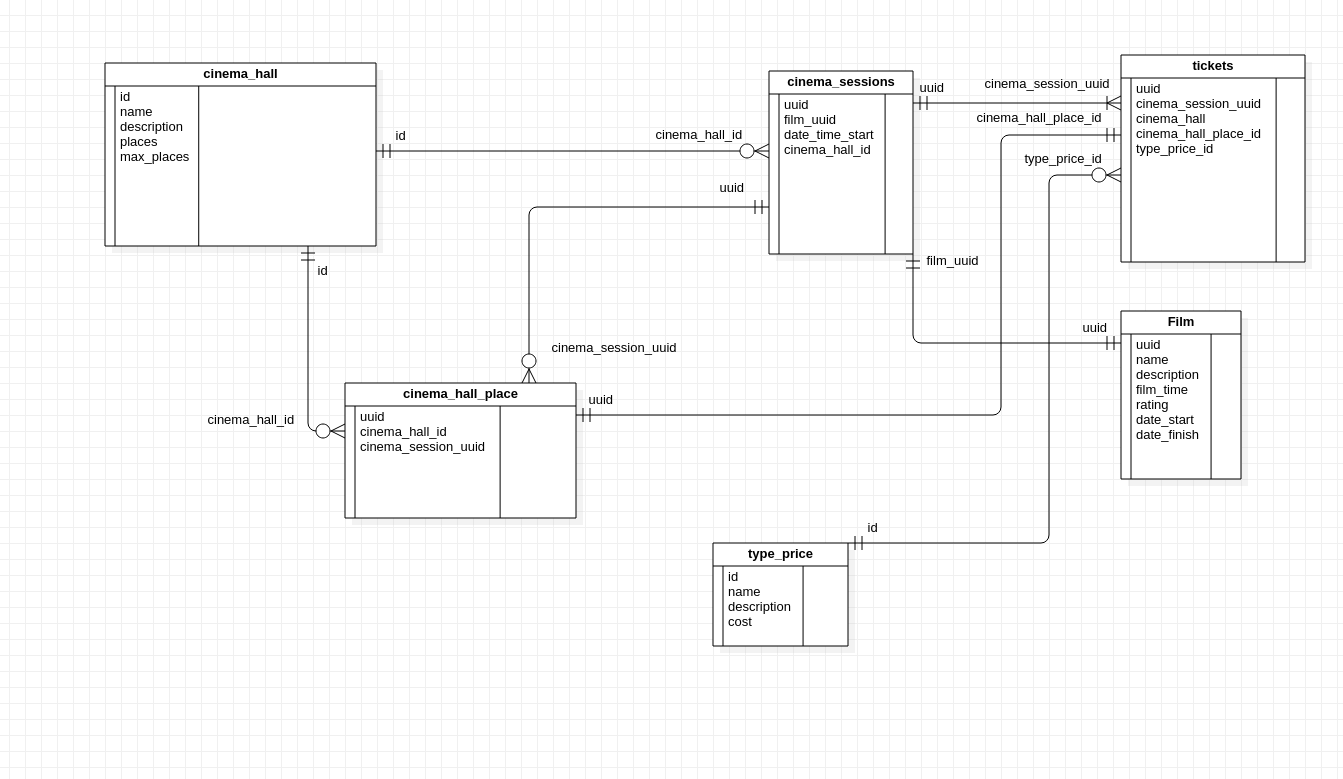 cinema_hall
id
name
description
places
max_places
id
id
cinema_hall_id
uuid
cinema_sessions
uuid
film_uuid
date_time_start
cinema_hall_id
uuid
cinema_session_uuid
cinema_hall_place_id
type_price_id
tickets
uuid
cinema_session_uuid
cinema_hall
cinema_hall_place_id
type_price_id
film_uuid
uuid
Film
uuid
name
description
film_time
rating
date_start
date_finish
cinema_session_uuid
cinema_hall_id
cinema_hall_place
uuid
cinema_hall_id
cinema_session_uuid
uuid
id
type_price
id
name
description
cost